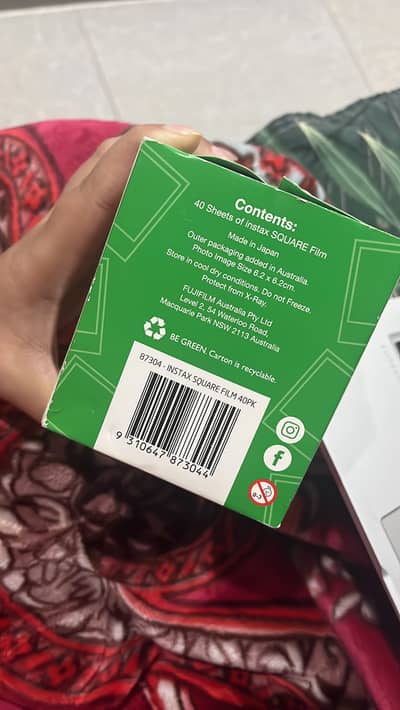 Contents:
40 Sheets of instax SQUARE Film
Made in Japan
Outer packaging added in Australia.
Photo Image Size 6.2 x 6.2cm.
Store in cool dry conditions. Do not Freeze.
Protect from X-Ray.
FUJIFILM Australia Pty Ltd
Level 2, 54 Waterloo Road,
Macquarie Park NSW 2113 Australia
BE GREEN. Carton is recyclable.
87304 - INSTAX SQUARE FILM 40PK
9 310647 873044
0-3